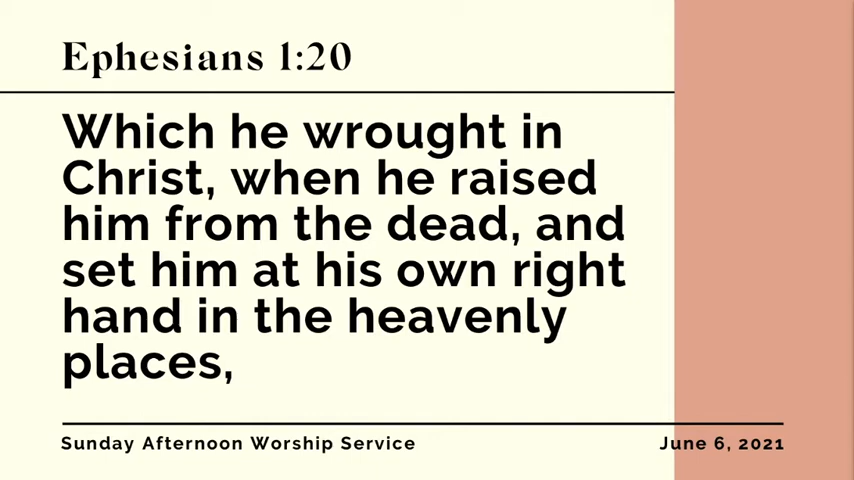 Ephesians 1:20
Which he wrought in
Christ, when he raised
him from the dead, and
set him at his own right
hand in the heavenly
places,
Sunday Afternoon Worship Service
June 6, 2021